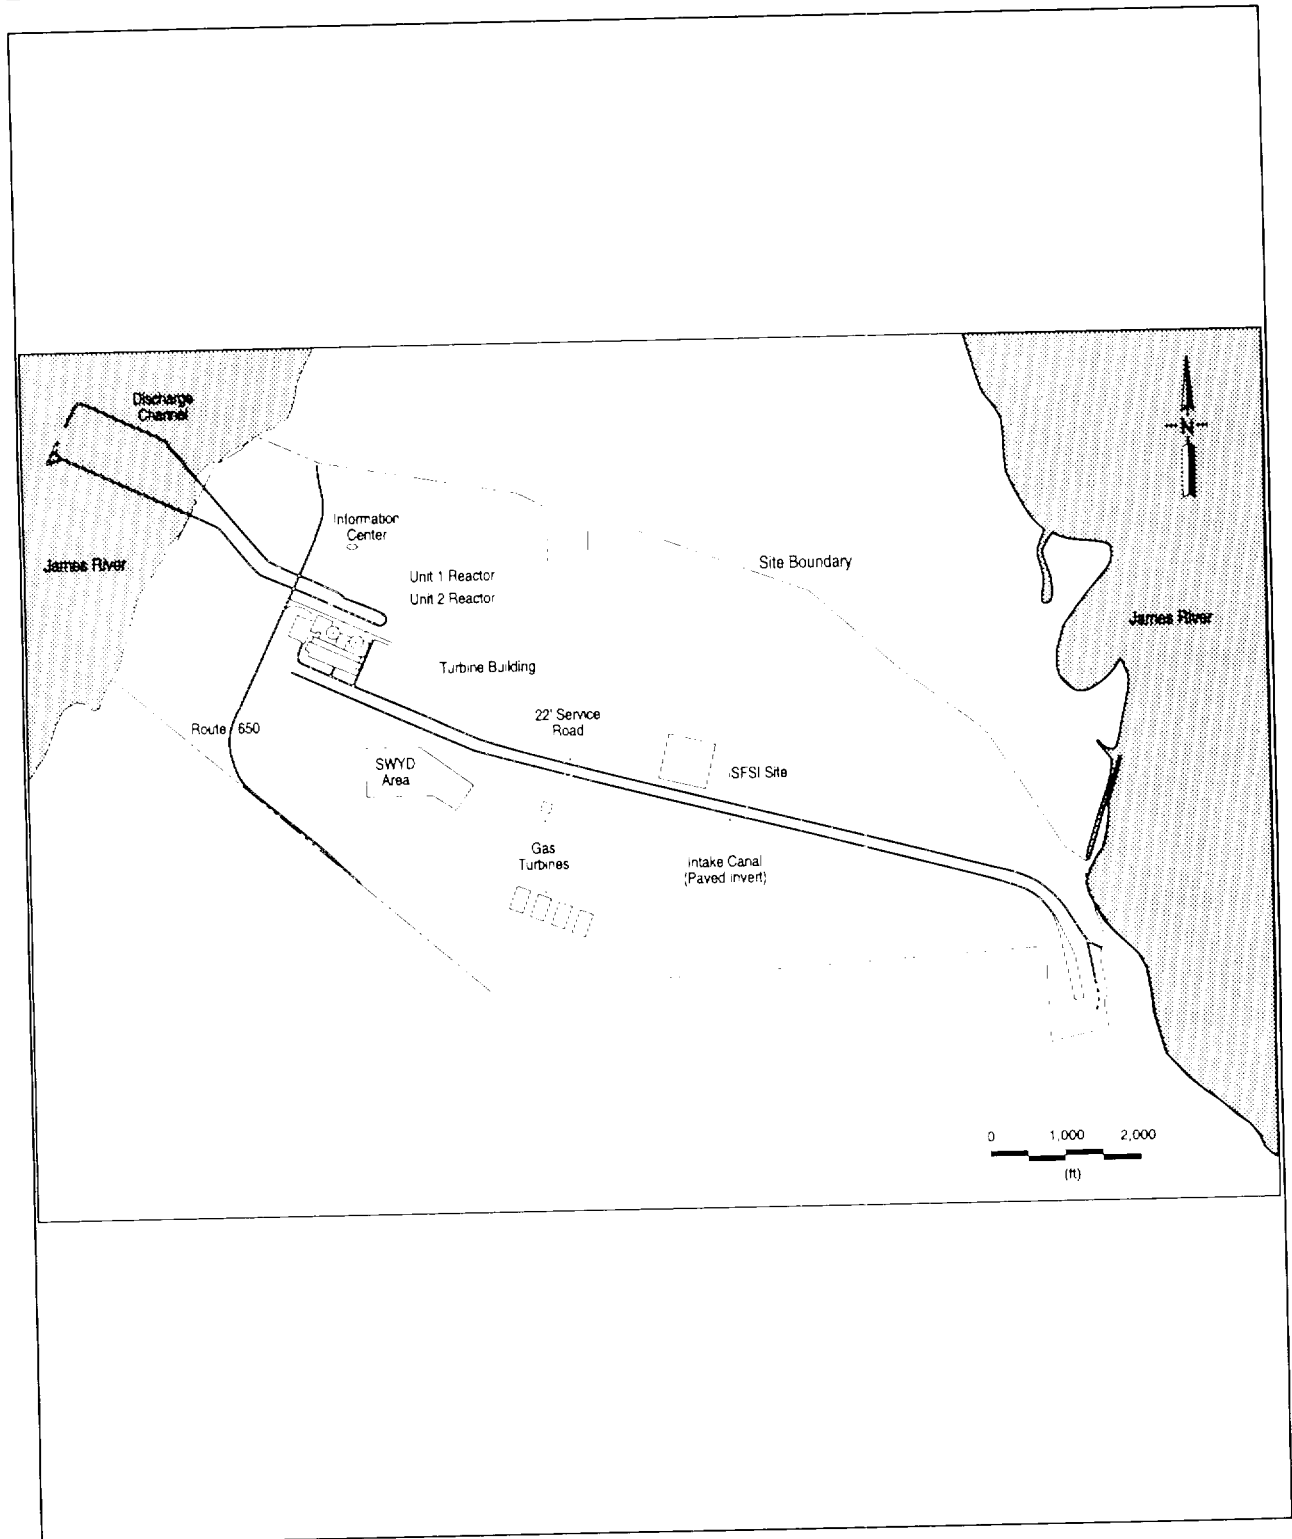 Discharge
Channel
N
Information
Center
James River
Site Boundary
Unit 1 Reactor
Unit 2 Reactor
James River
Turbine Building
22' Service
Road
Route 650
SWYD
Area
ISFSI Site
Gas
Turbines
Intake Canal
(Paved invert)
0 1,000 2,000
(ft)